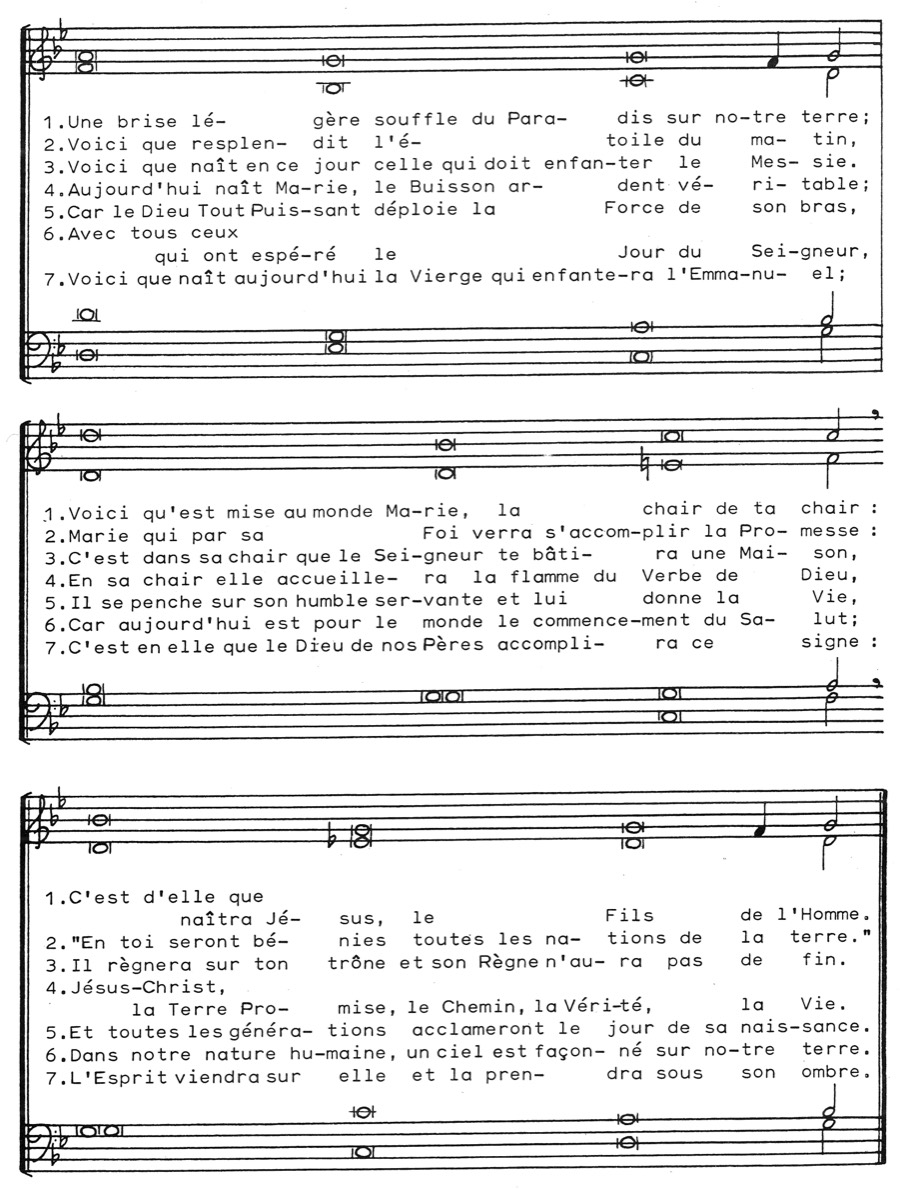 1.Une brise lé- gère souffle du Para- dis sur no-tre terre;
2.Voici que resplen- dit l'é- toile du ma- tin,
3.Voici que naît en ce jour celle qui doit enfan-ter le Mes- sie.
4.Aujourd'hui naît Ma-rie, le Buisson ar- dent vé- ri- table;
5.Car le Dieu Tout Puis-sant déploie la Force de son bras,
6.Avec tous ceux
qui ont espé-ré le Jour du Sei-gneur,
7.Voici que naît aujourd'hui la Vierge qui enfante-ra l'Emma-nu- el;
1.Voici qu'est mise au monde Ma-rie, la chair de ta chair :
2.Marie qui par sa Foi verra s'accom-plir la Pro- messe :
3.C'est dans sa chair que le Sei-gneur te bâti- ra une Mai- son,
4.En sa chair elle accueille- ra la flamme du Verbe de Dieu,
5.Il se penche sur son humble ser-vante et lui donne la Vie,
6.Car aujourd'hui est pour le monde le commence-ment du Sa- lut;
7.C'est en elle que le Dieu de nos Pères accompli- ra ce signe :
1.C'est d'elle que
naîtra Jé- sus, le Fils de l'Homme.
2."En toi seront bé- nies toutes les na- tions de la terre."
3.Il règnera sur ton trône et son Règne n'au- ra pas de fin.
4.Jésus-Christ,
la Terre Pro- mise, le Chemin, la Véri-té, la Vie.
5.Et toutes les généra- tions acclameront le jour de sa nais-sance.
6.Dans notre nature hu-maine, un ciel est façon- né sur no-tre terre.
7.L'Esprit viendra sur elle et la pren- dra sous son ombre.